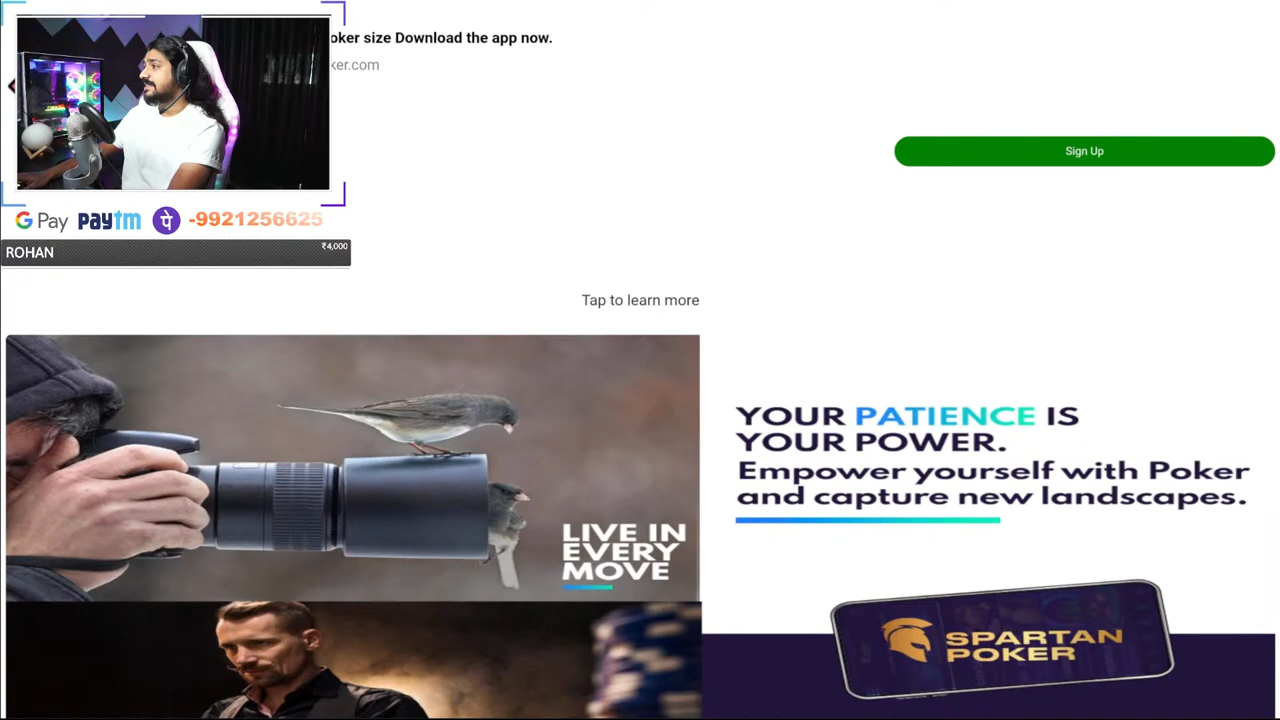 oker size Download the app now.
ker.com
Sign Up
G Pay paytm पे -9921256625
ROHAN ₹4,000
Tap to learn more
YOUR PATIENCE IS
YOUR POWER.
Empower yourself with Poker
and capture new landscapes.
LIVE IN
EVERY
MOVE
SPARTAN
POKER